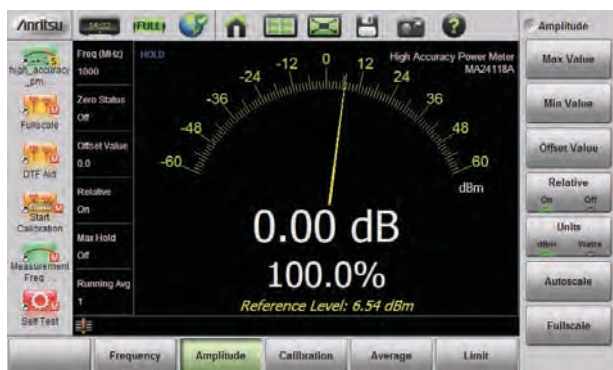 Anritsu 14:02 (FULL) ?
high_accuracy
_pm
Fullscale
DTF Aid
Start
Calibration
Measurement
Freq
Self Test
Freq (MHz)
1000
Zero Status
Off
Offset Value
0.0
Relative
On
Max Hold
Off
Running Avg
1
HOLD
High Accuracy Power Meter
MA24118A
-60
-48
-36
-24
-12
0
12
24
36
48
60
dBm
0.00 dB
100.0%
Reference Level: 6.54 dBm
Amplitude
Max Value
Min Value
Offset Value
Relative
On Off
Units
dBm Watts
Autoscale
Fullscale
Frequency Amplitude Calibration Average Limit